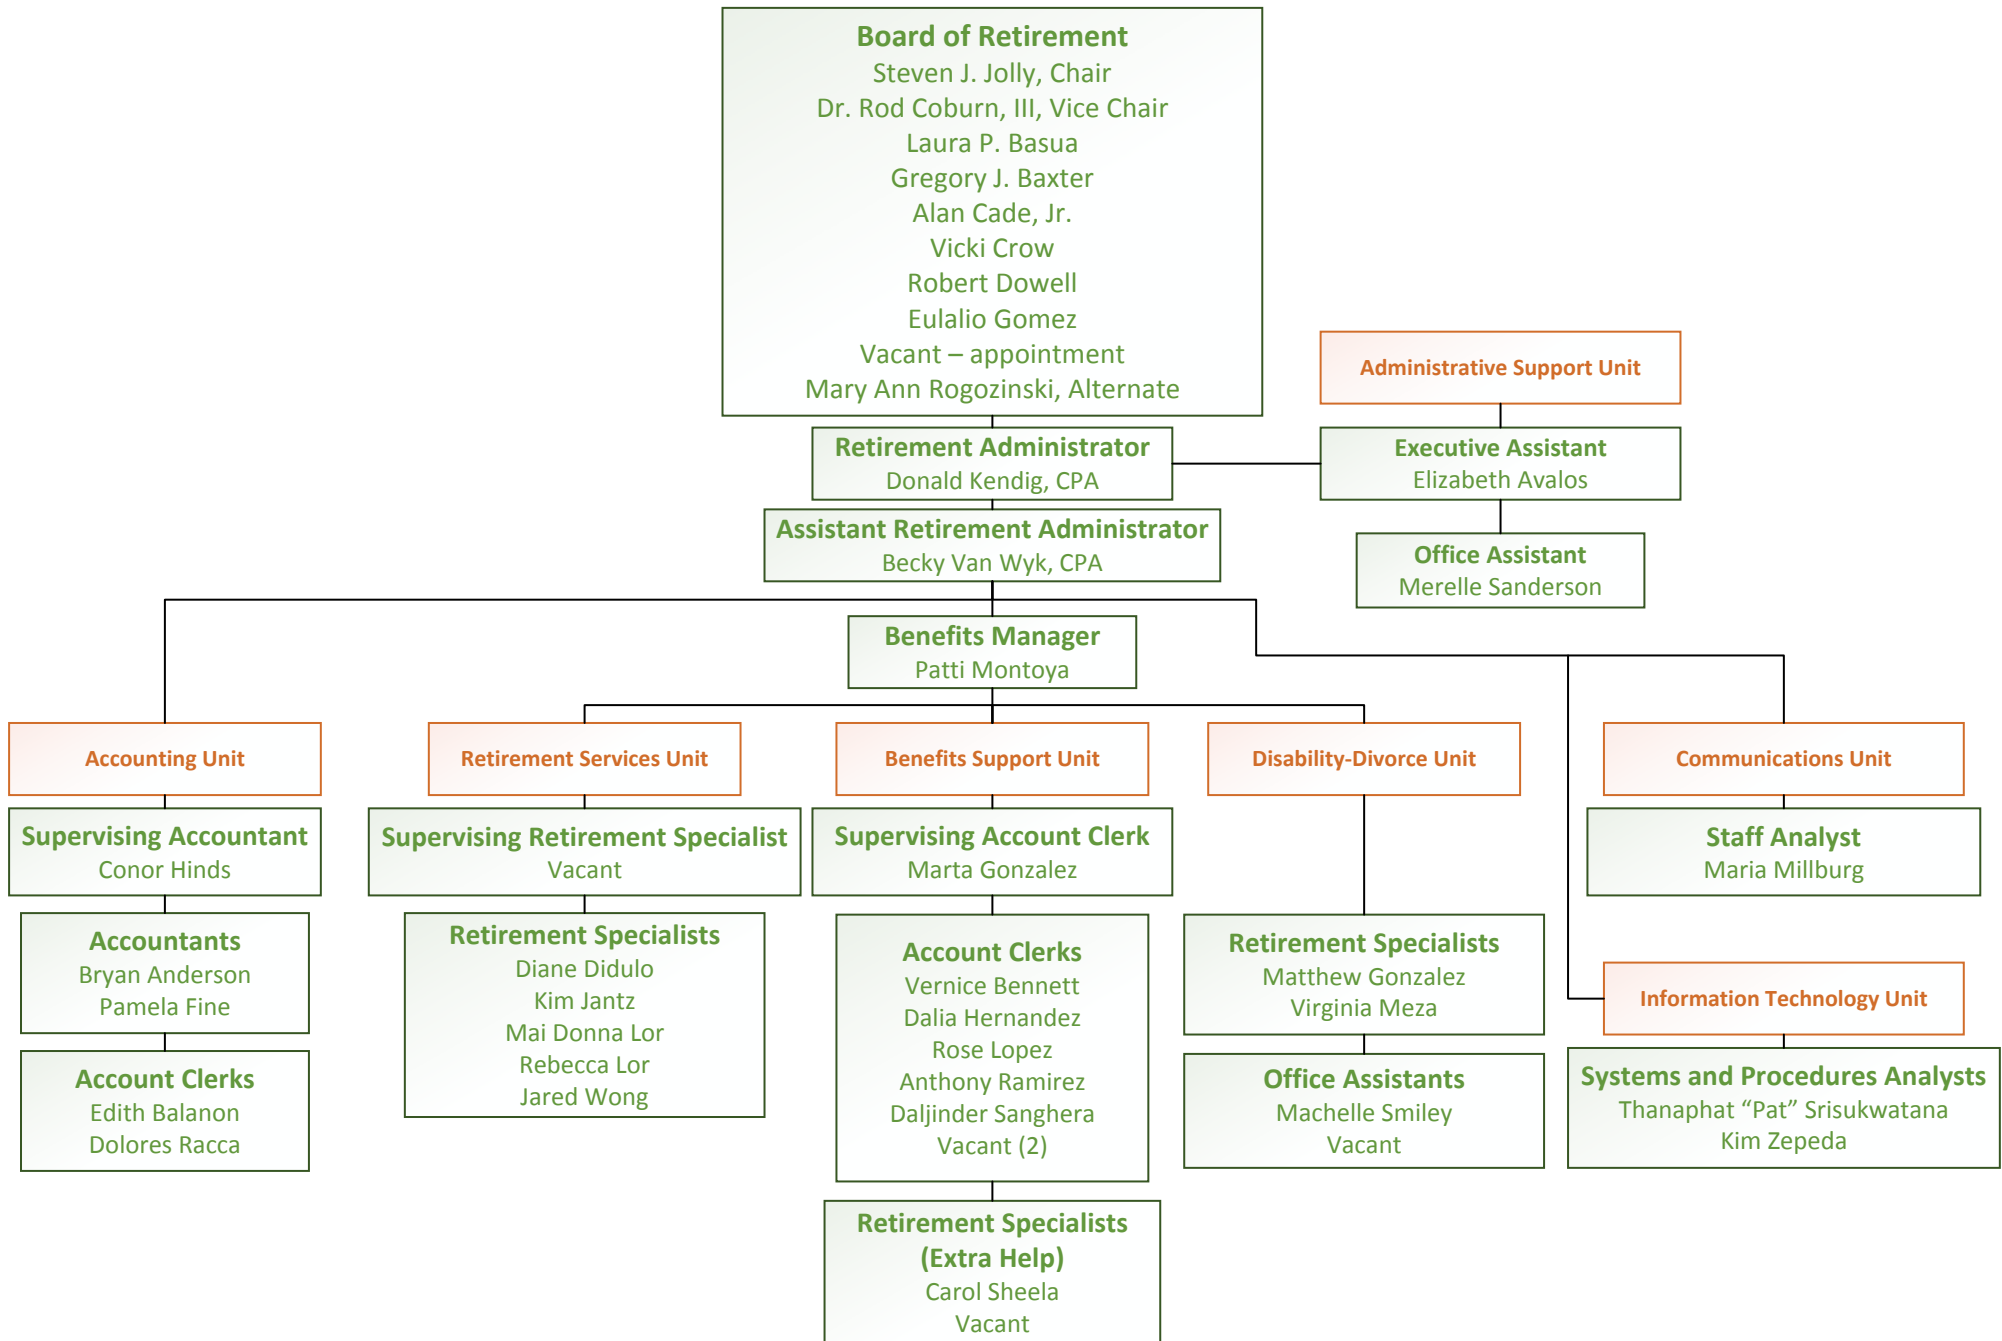 Board of Retirement
Steven J. Jolly, Chair
Dr. Rod Coburn, III, Vice Chair
Laura P. Basua
Gregory J. Baxter
Alan Cade, Jr.
Vicki Crow
Robert Dowell
Eulalio Gomez
Vacant – appointment
Mary Ann Rogozinski, Alternate
Administrative Support Unit
Retirement Administrator
Donald Kendig, CPA
Executive Assistant
Elizabeth Avalos
Assistant Retirement Administrator
Becky Van Wyk, CPA
Office Assistant
Merelle Sanderson
Benefits Manager
Patti Montoya
Accounting Unit
Supervising Accountant
Conor Hinds
Accountants
Bryan Anderson
Pamela Fine
Account Clerks
Edith Balanon
Dolores Racca
Retirement Services Unit
Supervising Retirement Specialist
Vacant
Retirement Specialists
Diane Didulo
Kim Jantz
Mai Donna Lor
Rebecca Lor
Jared Wong
Benefits Support Unit
Supervising Account Clerk
Marta Gonzalez
Account Clerks
Vernice Bennett
Dalia Hernandez
Rose Lopez
Anthony Ramirez
Daljinder Sanghera
Vacant (2)
Retirement Specialists
(Extra Help)
Carol Sheela
Vacant
Disability-Divorce Unit
Retirement Specialists
Matthew Gonzalez
Virginia Meza
Office Assistants
Machelle Smiley
Vacant
Communications Unit
Staff Analyst
Maria Millburg
Information Technology Unit
Systems and Procedures Analysts
Thanaphat “Pat” Srisukwatana
Kim Zepeda